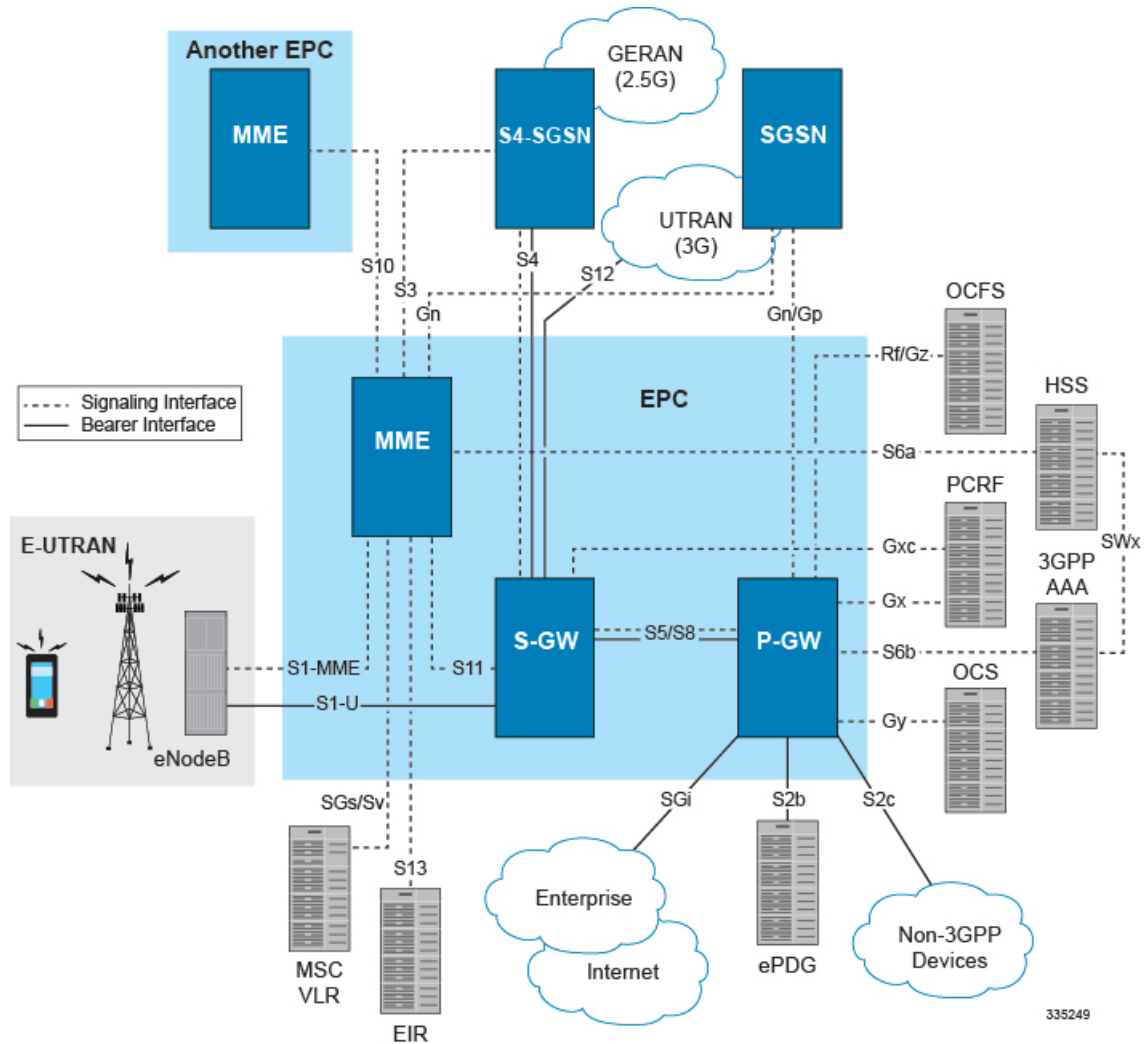 Another EPC
MME
GERAN
(2.5G)
S4-SGSN
SGSN
UTRAN
(3G)
S10
S3
Gn
S4
S12
Gn/Gp
OCFS
Rf/Gz
HSS
Signaling Interface
Bearer Interface
EPC
MME
S6a
PCRF
E-UTRAN
Gxc
SWx
3GPP
AAA
Gx
S-GW
S5/S8
P-GW
S6b
S1-MME
S11
OCS
S1-U
Gy
eNodeB
SGs/Sv
SGi
S2b
S2c
S13
Enterprise
Internet
ePDG
Non-3GPP
Devices
MSC
VLR
EIR
335249